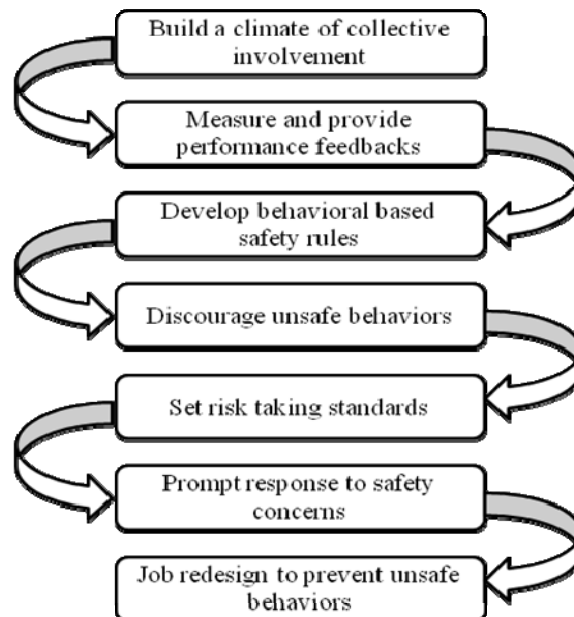 Build a climate of collective
involvement
Measure and provide
performance feedbacks
Develop behavioral based
safety rules
Discourage unsafe behaviors
Set risk taking standards
Prompt response to safety
concerns
Job redesign to prevent unsafe
behaviors